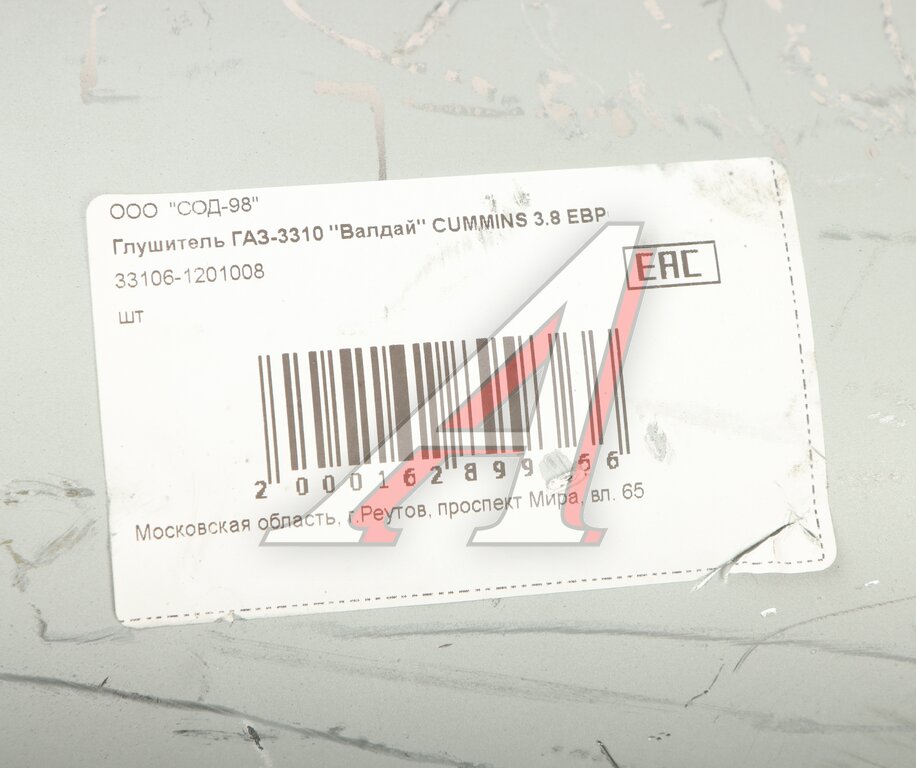 ООО "СОД-98"
Глушитель ГАЗ-3310 "Валдай" CUMMINS 3.8 ЕВР
33106-1201008
EAC
шт
Московская область, г.Реутов, проспект Мира, вл. 65